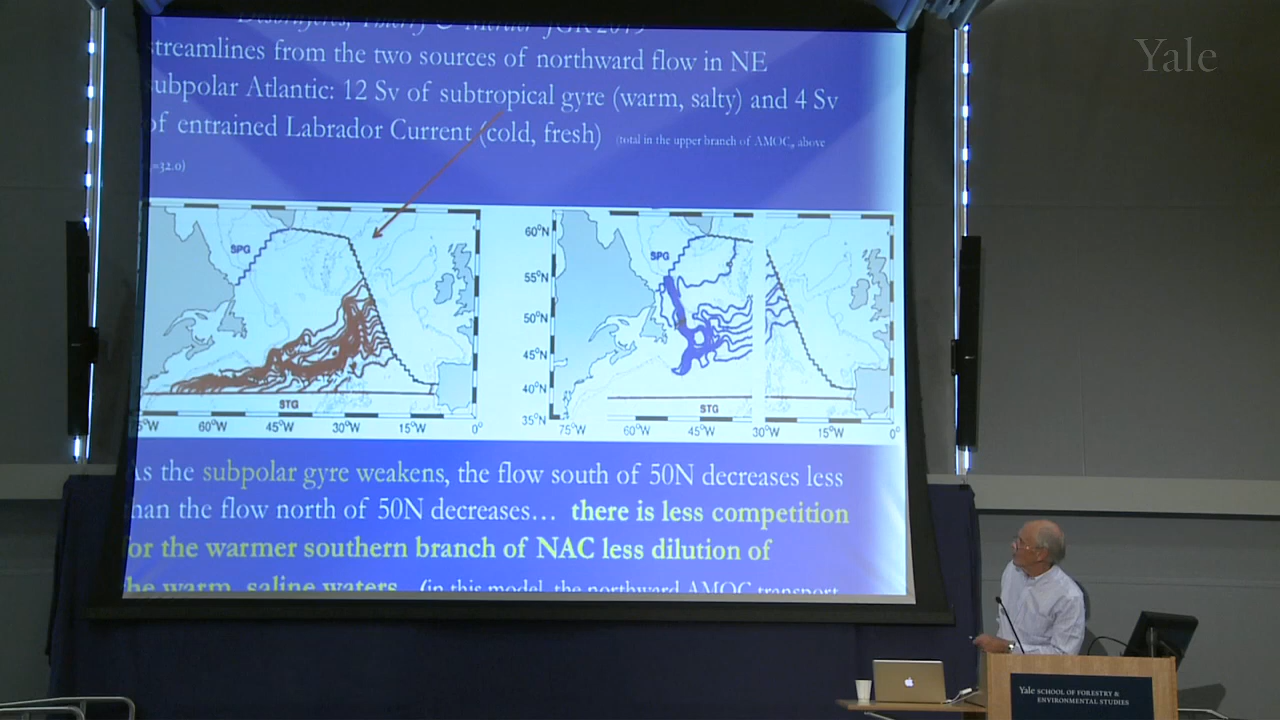 Yale
streamlines from the two sources of northward flow in NE
ubpolar Atlantic: 12 Sv of subtropical gyre (warm, salty) and 4 Sv
of entrained Labrador Current (cold, fresh) (total in the upper branch of AMOC, above
=32.0)
SPG
STG
60°W 45°W 30°W 15°W 0°
60°N
55°N
50°N
45°N
40°N
35°N
SPG
STG
75°W 60°W 45°W 30°W 15°W 0°
As the subpolar gyre weakens, the flow south of 50N decreases less
han the flow north of 50N decreases... there is less competition
or the warmer southern branch of NAC less dilution of
he warm, saline waters (in this model, the northward AMOC transport
Yale SCHOOL OF FORESTRY &
ENVIRONMENTAL STUDIES